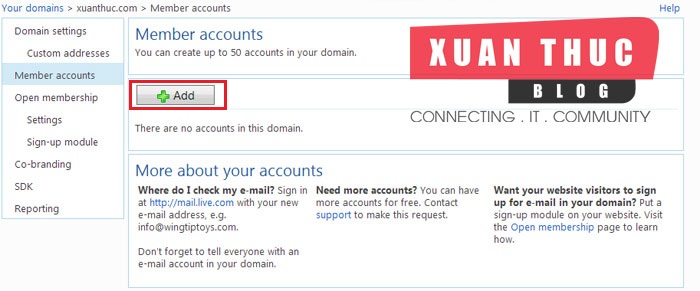 Your domains > xuanthuc.com > Member accounts
Help
Domain settings
Custom addresses
Member accounts
Open membership
Settings
Sign-up module
Co-branding
SDK
Reporting
Member accounts
You can create up to 50 accounts in your domain.
XUAN THUC
BLOG
CONNECTING . IT . COMMUNITY
Add
There are no accounts in this domain.
More about your accounts
Where do I check my e-mail? Sign in
at http://mail.live.com with your new
e-mail address, e.g.
info@wingtiptoys.com.
Don't forget to tell everyone with an
e-mail account in your domain.
Need more accounts? You can have
more accounts for free. Contact
support to make this request.
Want your website visitors to sign
up for e-mail in your domain? Put a
sign-up module on your website. Visit
the Open membership page to learn
how.